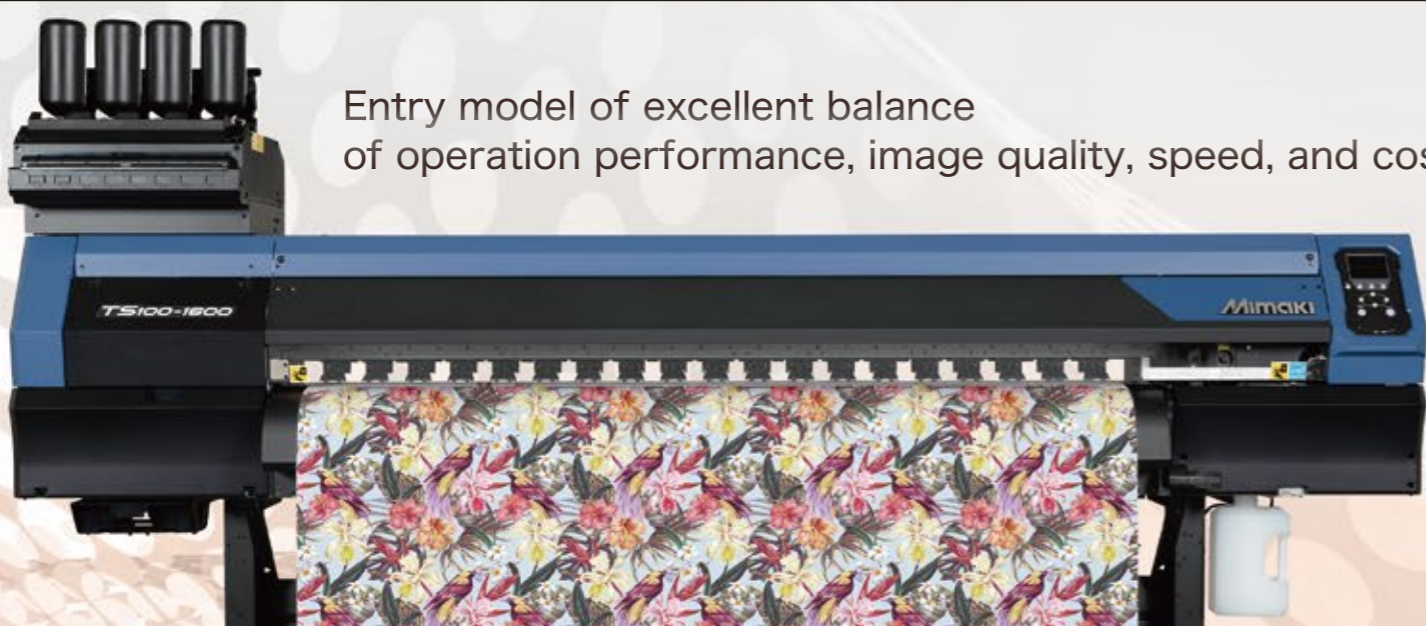 Entry model of excellent balance
of operation performance, image quality, speed, and cos
TS100-1600
Mimaki